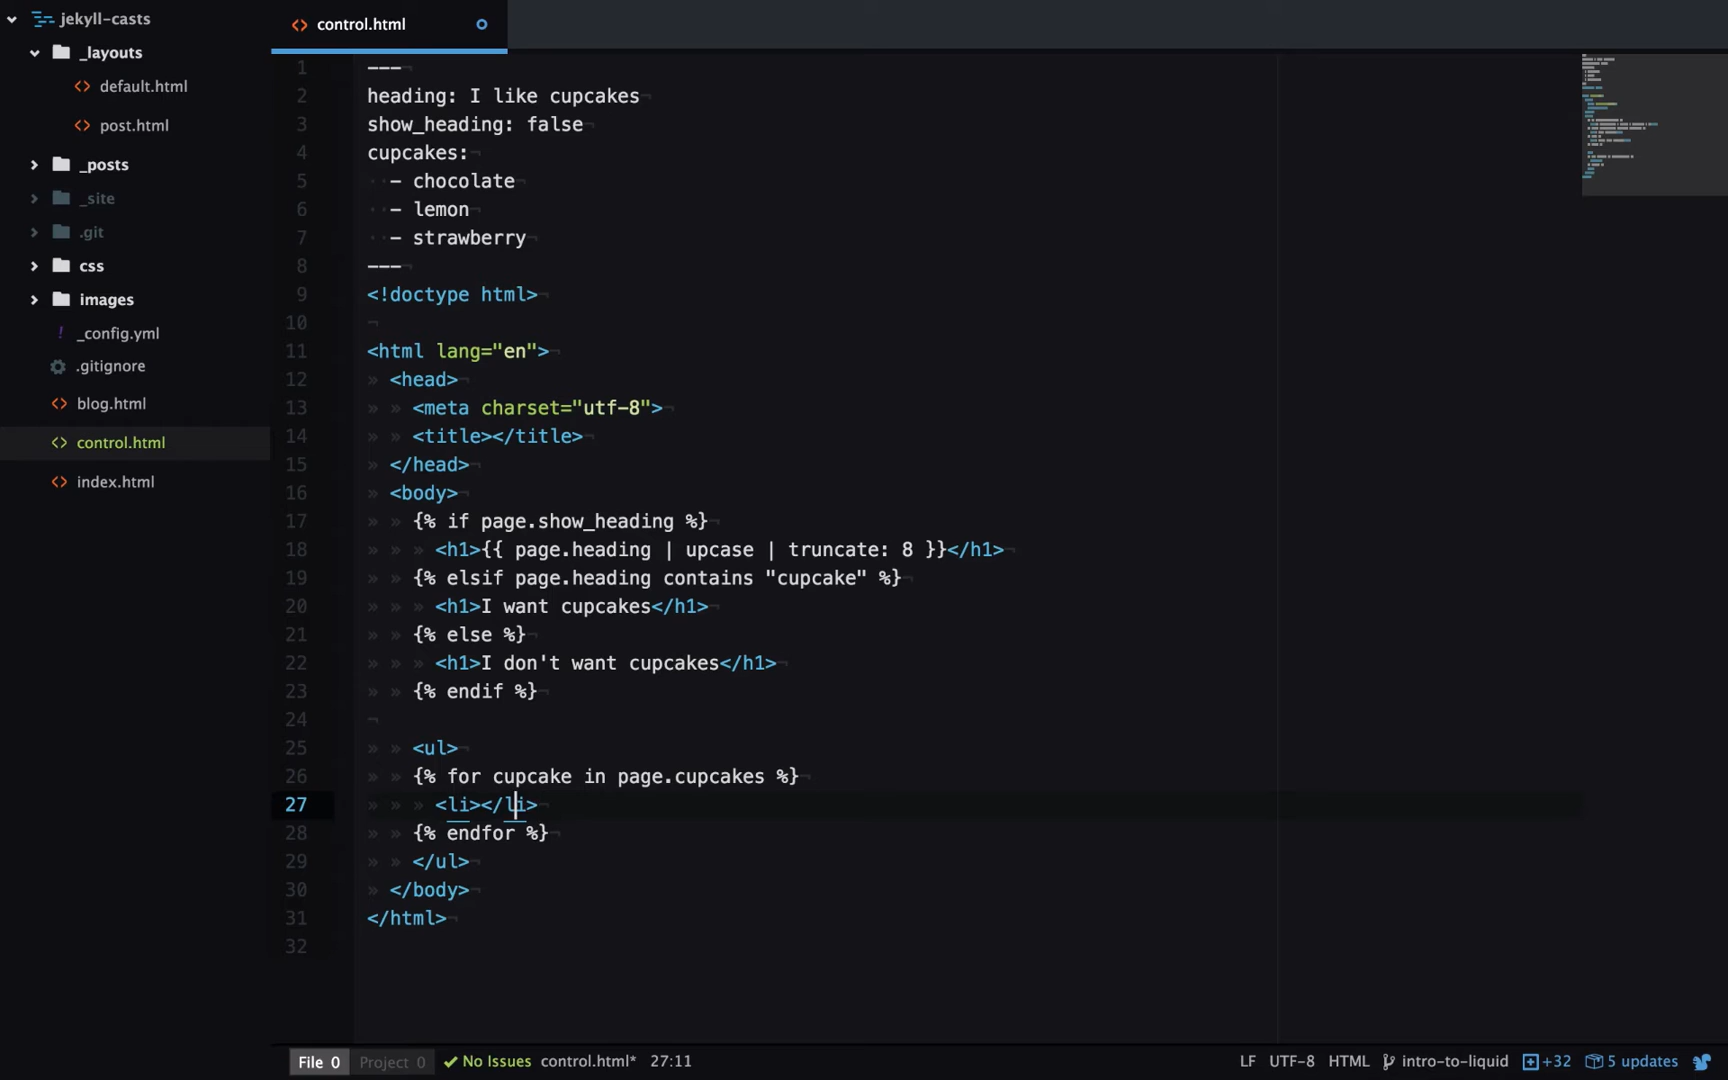 jekyll-casts
_layouts
default.html
post.html
_posts
_site
.git
css
images
_config.yml
.gitignore
blog.html
control.html
index.html
control.html
1 ---
2 heading: I like cupcakes
3 show_heading: false
4 cupcakes:
5 - chocolate
6 - lemon
7 - strawberry
8 ---
9 <!doctype html>
10
11 <html lang="en">
12 <head>
13 <meta charset="utf-8">
14 <title></title>
15 </head>
16 <body>
17 {% if page.show_heading %}
18 <h1>{{ page.heading | upcase | truncate: 8 }}</h1>
19 {% elsif page.heading contains "cupcake" %}
20 <h1>I want cupcakes</h1>
21 {% else %}
22 <h1>I don't want cupcakes</h1>
23 {% endif %}
24
25 <ul>
26 {% for cupcake in page.cupcakes %}
27 <li></li>
28 {% endfor %}
29 </ul>
30 </body>
31 </html>
32
File 0 Project 0 No Issues control.html* 27:11 LF UTF-8 HTML intro-to-liquid +32 5 updates